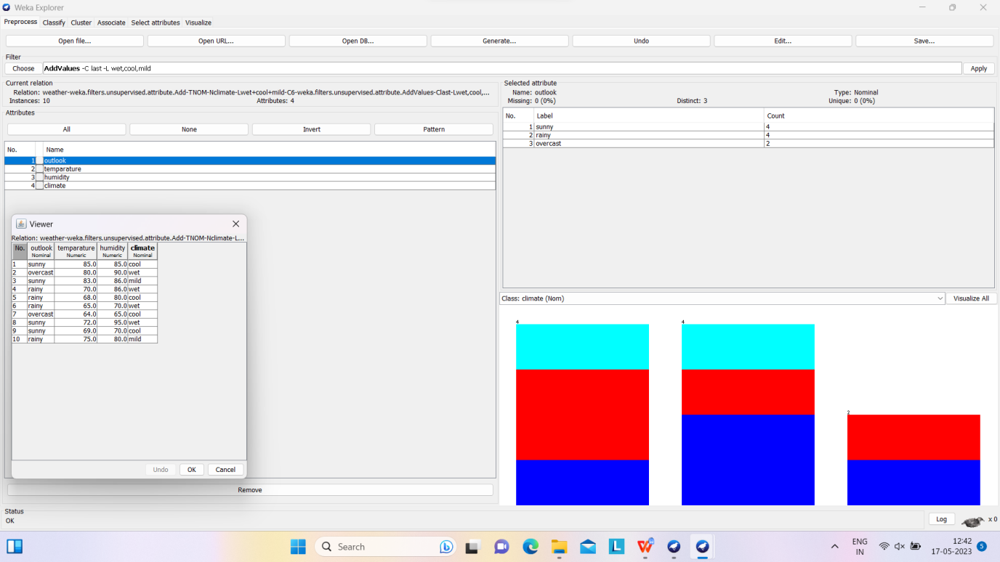 Weka Explorer
Preprocess Classify Cluster Associate Select attributes Visualize
Open file... Open URL... Open DB... Generate... Undo Edit... Save...
Filter
Choose AddValues -C last -L wet,cool,mild Apply
Current relation
Relation: weather-weka.filters.unsupervised.attribute.Add-TNOM-Nclimate-Lwet+cool+mild-C6-weka.filters.unsupervised.attribute.AddValues-Clast-Lwet,cool,...
Instances: 10 Attributes: 4
Attributes
All None Invert Pattern
No. Name
1 outlook
2 temparature
3 humidity
4 climate
Viewer
Relation: weather-weka.filters.unsupervised.attribute.Add-TNOM-Nclimate-L...
No. outlook temparature humidity climate
Nominal Numeric Numeric Nominal
1 sunny 85.0 85.0 cool
2 overcast 80.0 90.0 wet
3 sunny 83.0 86.0 mild
4 rainy 70.0 86.0 wet
5 rainy 68.0 80.0 cool
6 rainy 65.0 70.0 wet
7 overcast 64.0 65.0 cool
8 sunny 72.0 95.0 wet
9 sunny 69.0 70.0 cool
10 rainy 75.0 80.0 mild
Undo OK Cancel
Remove
Selected attribute
Name: outlook Type: Nominal
Missing: 0 (0%) Distinct: 3 Unique: 0 (0%)
No. Label Count
1 sunny 4
2 rainy 4
3 overcast 2
Class: climate (Nom) Visualize All
4 4
2
Status
OK
Log x 0
Search
L
W
ENG
IN
12:42
17-05-2023
5